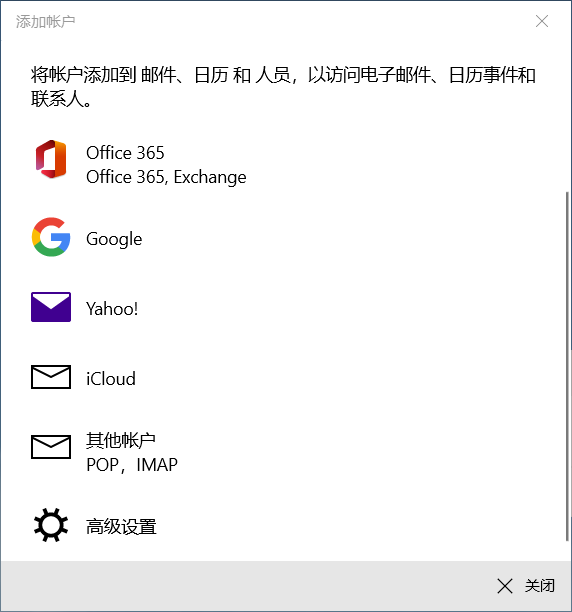 添加帐户
将帐户添加到 邮件、日历 和 人员，以访问电子邮件、日历事件和
联系人。
Office 365
Office 365, Exchange
Google
Yahoo!
iCloud
其他帐户
POP，IMAP
高级设置
关闭